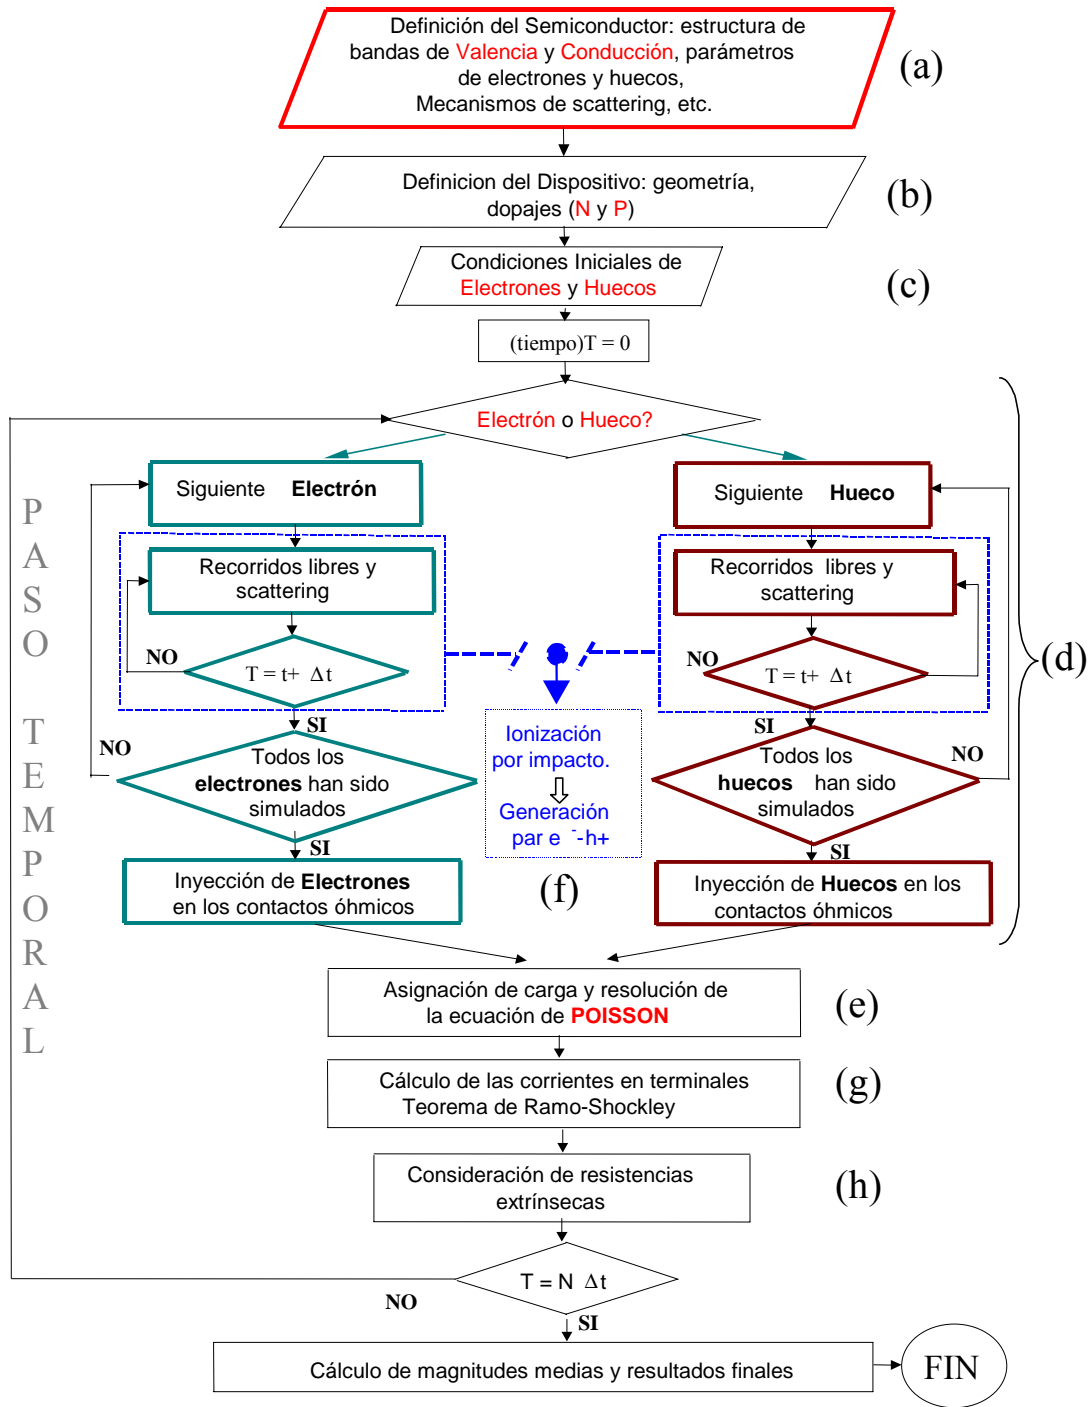 Definición del Semiconductor: estructura de
bandas de Valencia y Conducción, parámetros
de electrones y huecos,
Mecanismos de scattering, etc.
(a)
Definicion del Dispositivo: geometría,
dopajes (N y P)
(b)
Condiciones Iniciales de
Electrones y Huecos
(c)
(tiempo)T = 0
Electrón o Hueco?
PASO TEMPORAL
Siguiente Electrón
Recorridos libres y
scattering
NO
T = t+ Δt
SI
NO
Todos los
electrones han sido
simulados
SI
Inyección de Electrones
en los contactos óhmicos
Siguiente Hueco
Recorridos libres y
scattering
NO
T = t+ Δt
SI
NO
Todos los
huecos han sido
simulados
SI
Inyección de Huecos en los
contactos óhmicos
(d)
Ionización
por impacto.
Generación
par e --h+
(f)
Asignación de carga y resolución de
la ecuación de POISSON
(e)
Cálculo de las corrientes en terminales
Teorema de Ramo-Shockley
(g)
Consideración de resistencias
extrínsecas
(h)
T = N Δt
NO
SI
Cálculo de magnitudes medias y resultados finales
FIN